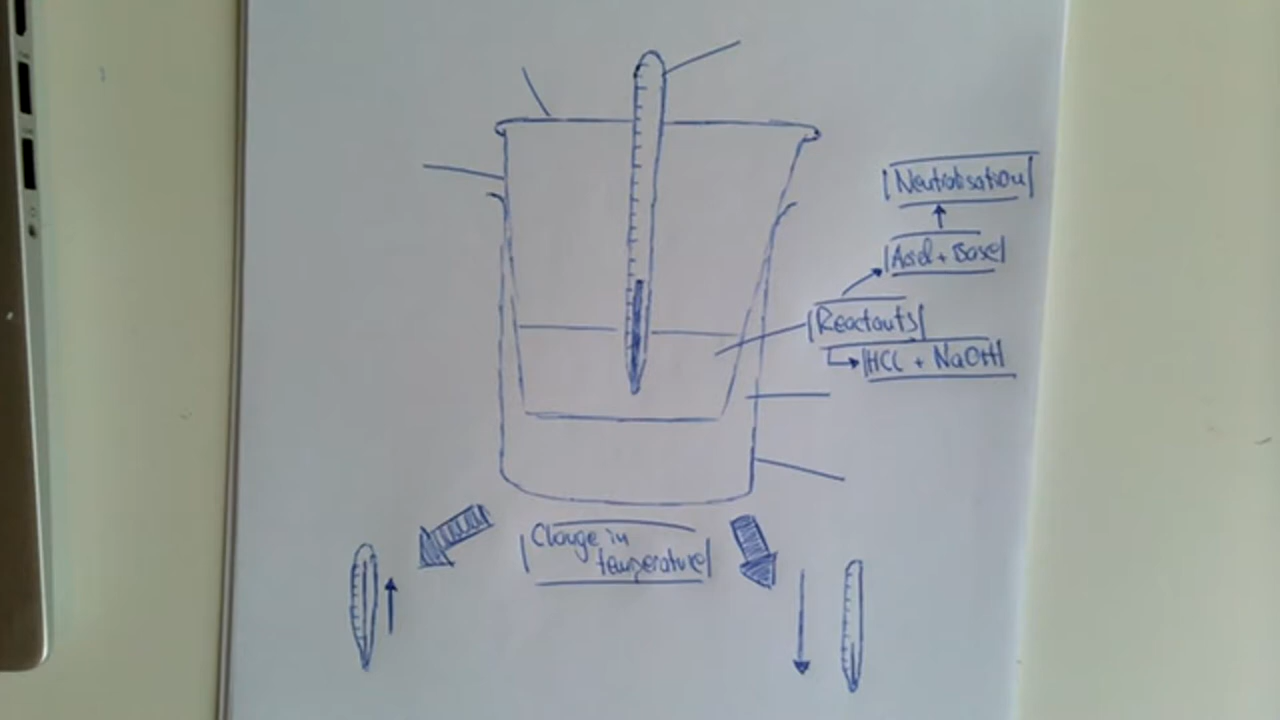 Neutralisation
Acid + Base
Reactants
HCl + NaOH
Change in
temperature